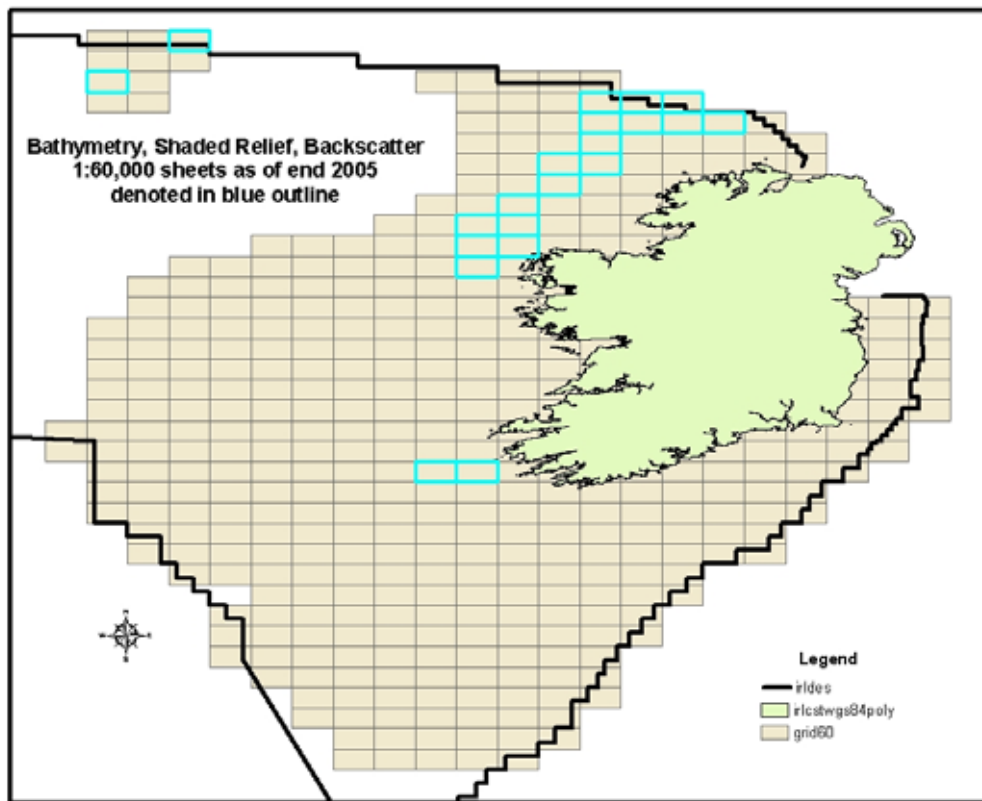 Bathymetry, Shaded Relief, Backscatter
1:60,000 sheets as of end 2005
denoted in blue outline
N
W E
S
Legend
irldes
irlcstwgs84poly
grid60